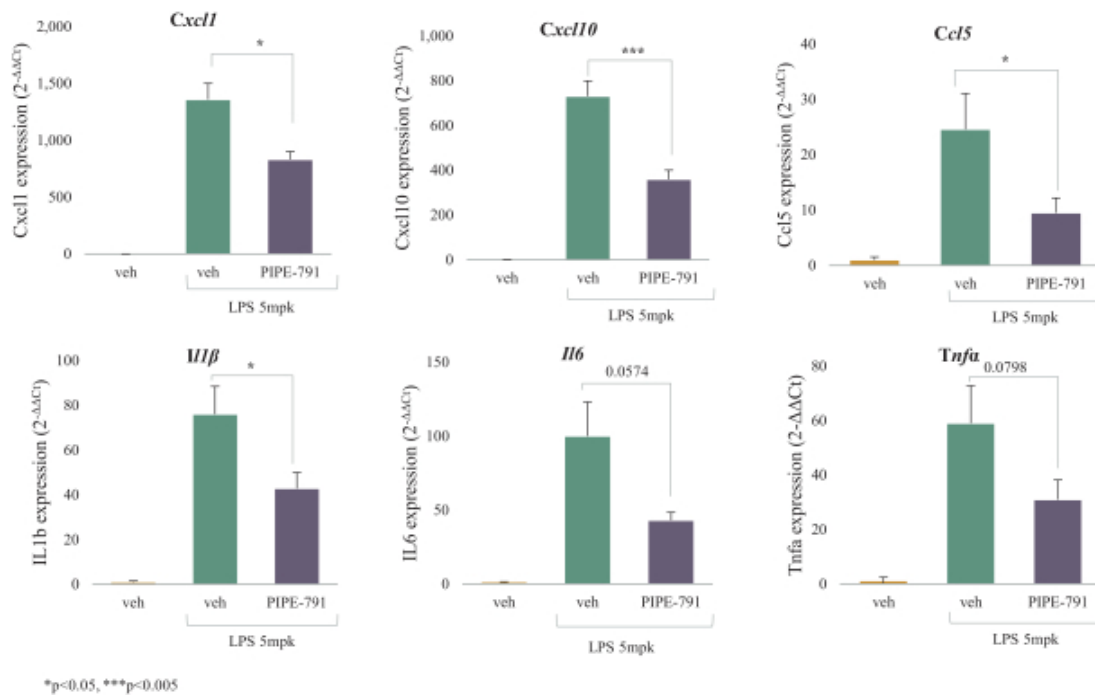 Cxcl1
Cxcl1 expression (2-ΔΔCt)
2,000
1,500
1,000
500
0
*
veh
veh
PIPE-791
LPS 5mpk
Cxcl10
Cxcl10 expression (2-ΔΔCt)
1,000
800
600
400
200
0
***
veh
veh
PIPE-791
LPS 5mpk
Ccl5
Ccl5 expression (2-ΔΔCt)
40
30
20
10
0
*
veh
veh
PIPE-791
LPS 5mpk
Il1β
IL1b expression (2-ΔΔCt)
100
80
60
40
20
0
*
veh
veh
PIPE-791
LPS 5mpk
Il6
IL6 expression (2-ΔΔCt)
150
100
50
0
0.0574
veh
veh
PIPE-791
LPS 5mpk
Tnfα
Tnfa expression (2-ΔΔCt)
80
60
40
20
0
0.0798
veh
veh
PIPE-791
LPS 5mpk
*p<0.05, ***p<0.005